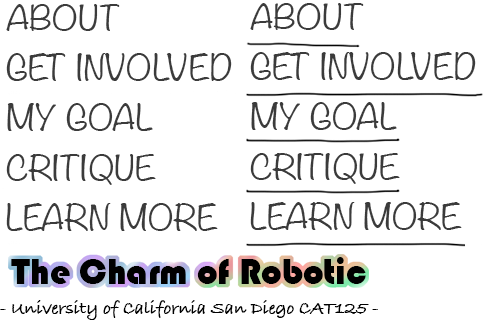 ABOUT ABOUT
GET INVOLVED GET INVOLVED
MY GOAL MY GOAL
CRITIQUE CRITIQUE
LEARN MORE LEARN MORE
The Charm of Robotic
- University of California San Diego CAT125 -